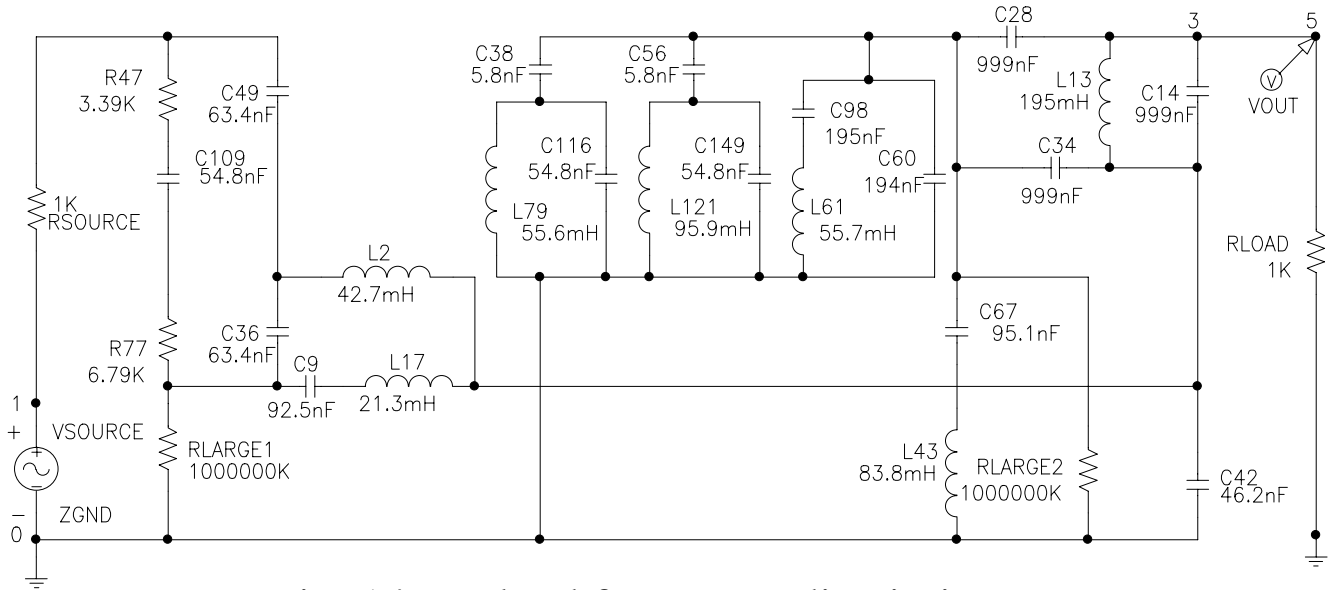 C28
3
5
R47
3.39K
C49
63.4nF
C38
5.8nF
C56
5.8nF
999nF
L13
195mH
C14
999nF
V
VOUT
C109
54.8nF
C116
54.8nF
C149
54.8nF
C98
195nF
C60
194nF
C34
999nF
1K
RSOURCE
L79
55.6mH
L121
95.9mH
L61
55.7mH
RLOAD
1K
L2
42.7mH
C36
63.4nF
C67
95.1nF
R77
6.79K
C9
92.5nF
L17
21.3mH
1
+
VSOURCE
RLARGE1
1000000K
L43
83.8mH
RLARGE2
1000000K
C42
46.2nF
+
−
−
0
ZGND